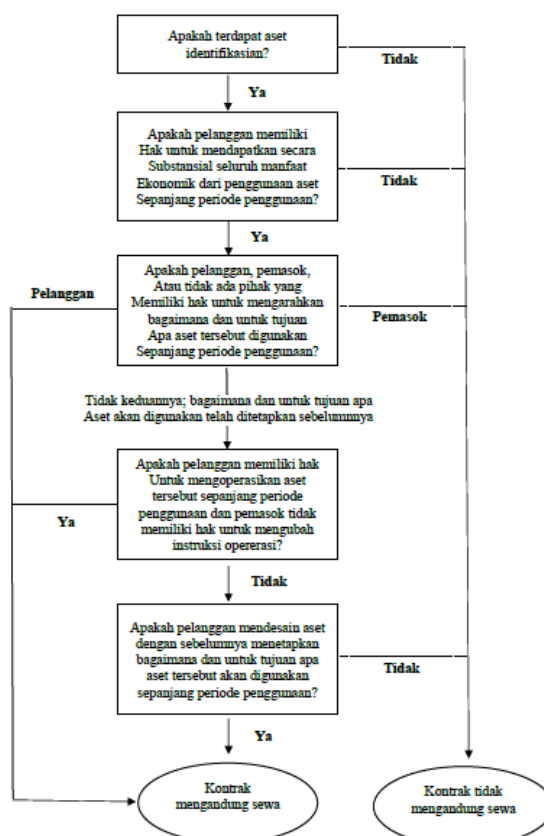 Apakah terdapat aset
identifikasian?
Tidak
Ya
Apakah pelanggan memiliki
Hak untuk mendapatkan secara
Substansial seluruh manfaat
Ekonomik dari penggunaan aset
Sepanjang periode penggunaan?
Tidak
Ya
Apakah pelanggan, pemasok,
Atau tidak ada pihak yang
Memiliki hak untuk mengarahkan
bagaimana dan untuk tujuan
Apa aset tersebut digunakan
Sepanjang periode penggunaan?
Pelanggan
Pemasok
Tidak keduannya; bagaimana dan untuk tujuan apa
Aset akan digunakan telah ditetapkan sebelumnnya
Apakah pelanggan memiliki hak
Untuk mengoperasikan aset
tersebut sepanjang periode
penggunaan dan pemasok tidak
memiliki hak untuk mengubah
instruksi opererasi?
Ya
Tidak
Apakah pelanggan mendesain aset
dengan sebelumnya menetapkan
bagaimana dan untuk tujuan apa
aset tersebut akan digunakan
sepanjang periode penggunaan?
Tidak
Ya
Kontrak
mengandung sewa
Kontrak tidak
mengandung sewa